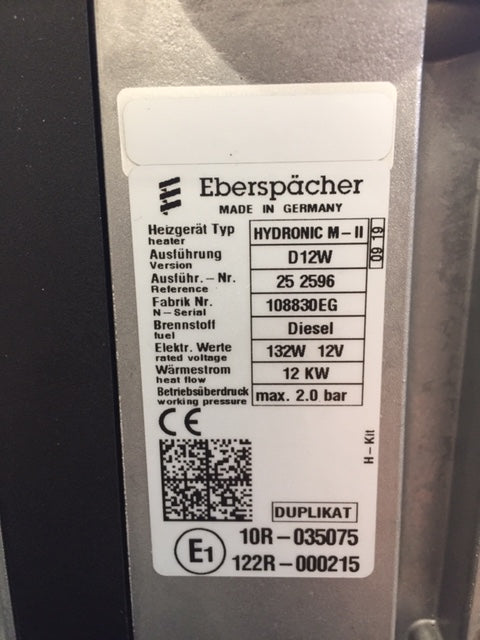 Eberspächer
MADE IN GERMANY
Heizgerät Typ HYDRONIC M-II 09 19
heater
Ausführung D12W
Version
Ausführ.-Nr. 25 2596
Reference
Fabrik Nr. 108830EG
N-Serial
Brennstoff Diesel
fuel
Elektr. Werte 132W 12V
rated voltage
Wärmestrom 12 KW
heat flow
Betriebsüberdruck max. 2.0 bar
working pressure
CE
H-Kit
DUPLIKAT
E1 10R-035075
122R-000215